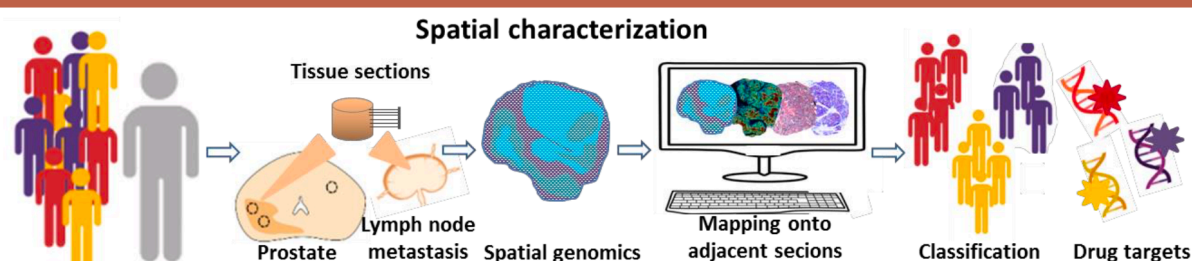 Spatial characterization
Tissue sections
Prostate
Lymph node
metastasis
Spatial genomics
Mapping onto
adjacent secions
Classification
Drug targets